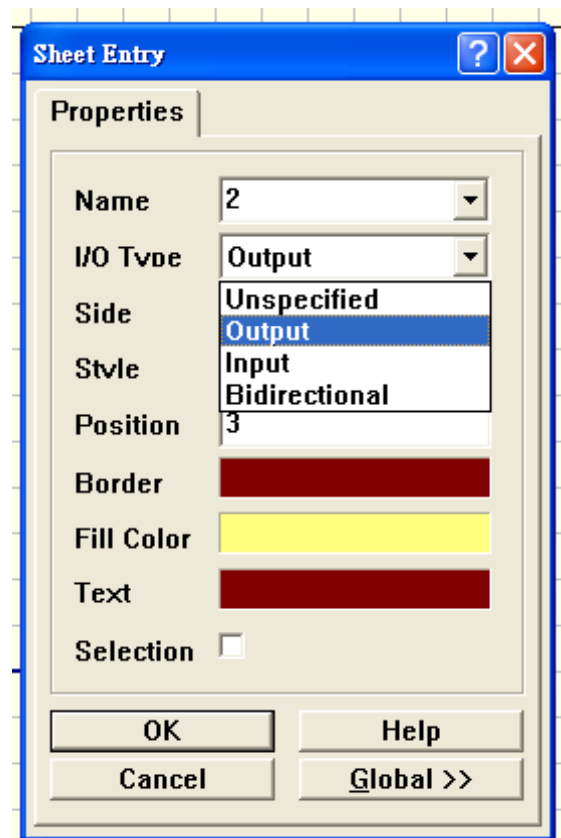 Sheet Entry
?
Properties
Name 2
I/O Type Output
Unspecified
Side
Output
Style Input
Bidirectional
Position 3
Border
Fill Color
Text
Selection
OK Help
Cancel Global >>